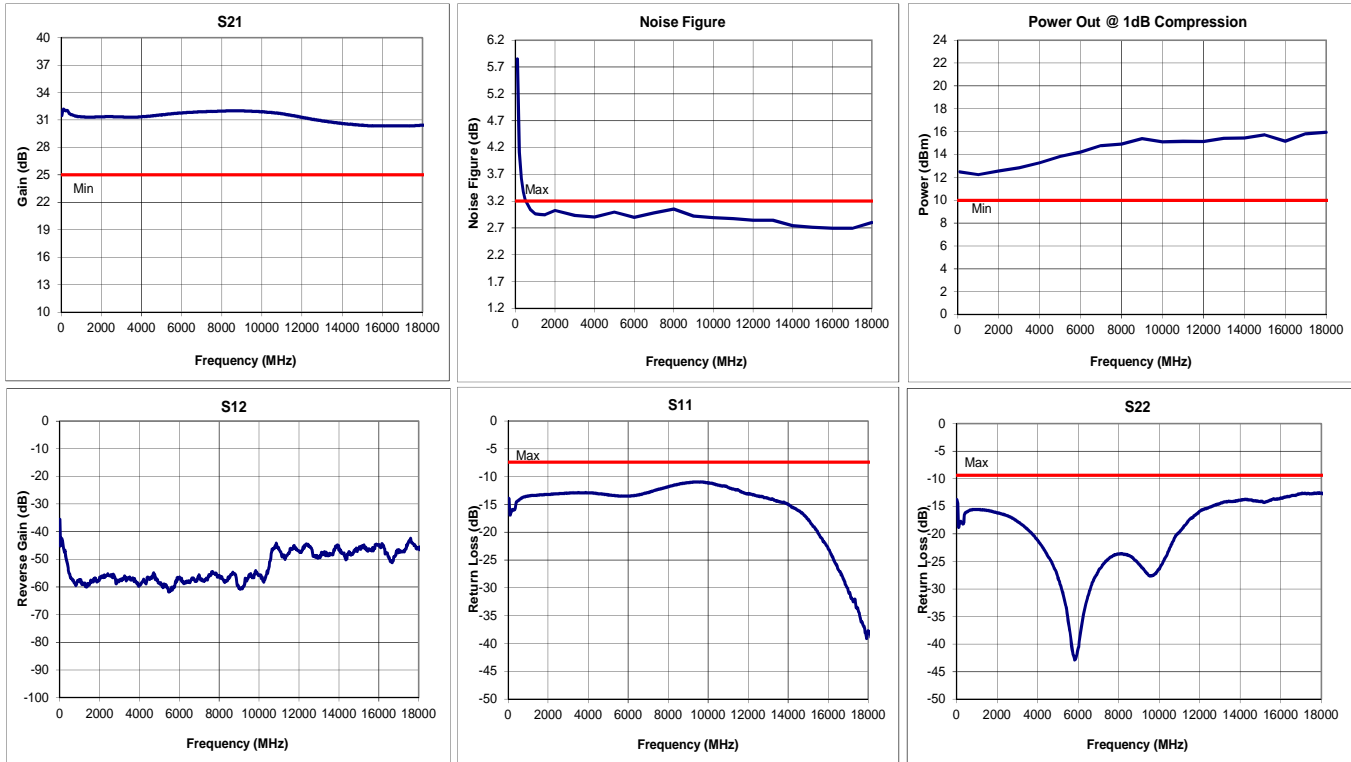 S21
Gain (dB)
40
37
34
31
28
25
22
19
16
13
10
Min
0 2000 4000 6000 8000 10000 12000 14000 16000 18000
Frequency (MHz)
Noise Figure
Noise Figure (dB)
6.2
5.7
5.2
4.7
4.2
3.7
3.2
2.7
2.2
1.7
1.2
Max
0 2000 4000 6000 8000 10000 12000 14000 16000 18000
Frequency (MHz)
Power Out @ 1dB Compression
Power (dBm)
24
22
20
18
16
14
12
10
8
6
4
2
0
Min
0 2000 4000 6000 8000 10000 12000 14000 16000 18000
Frequency (MHz)
S12
Reverse Gain (dB)
0
-10
-20
-30
-40
-50
-60
-70
-80
-90
-100
0 2000 4000 6000 8000 10000 12000 14000 16000 18000
Frequency (MHz)
S11
Return Loss (dB)
0
-5
-10
-15
-20
-25
-30
-35
-40
-45
-50
Max
0 2000 4000 6000 8000 10000 12000 14000 16000 18000
Frequency (MHz)
S22
Return Loss (dB)
0
-5
-10
-15
-20
-25
-30
-35
-40
-45
-50
Max
0 2000 4000 6000 8000 10000 12000 14000 16000 18000
Frequency (MHz)